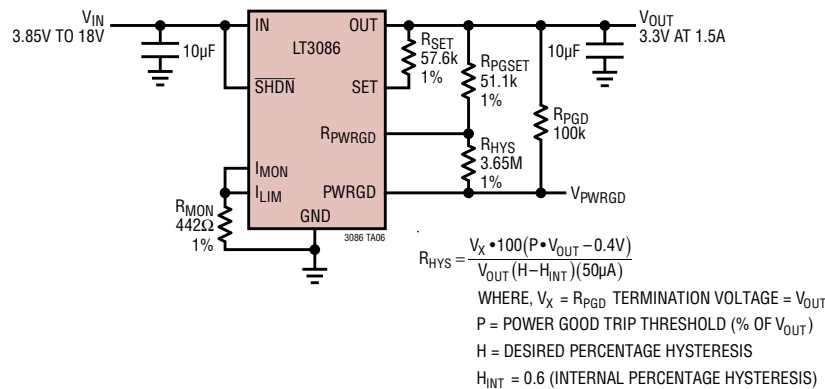 VIN
3.85V TO 18V
10µF
IN
OUT
LT3086
SHDN
SET
RPWRGD
IMON
ILIM
PWRGD
GND
3086 TA06
RMON
442Ω
1%
RSET
57.6k
1%
RPGSET
51.1k
1%
RHYS
3.65M
1%
10µF
RPGD
100k
VOUT
3.3V AT 1.5A
VPWRGD
RHYS = VX •100(P•VOUT –0.4V)
VOUT (H–HINT)(50µA)
WHERE, VX = RPGD TERMINATION VOLTAGE = VOUT
P = POWER GOOD TRIP THRESHOLD (% OF VOUT)
H = DESIRED PERCENTAGE HYSTERESIS
HINT = 0.6 (INTERNAL PERCENTAGE HYSTERESIS)